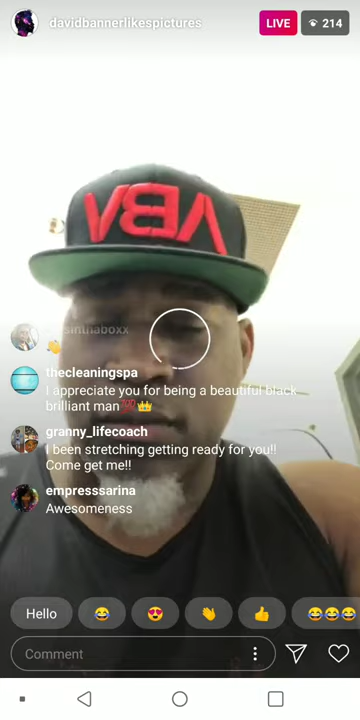 davidbannerlikespictures
LIVE
214
thecleaningspa
I appreciate you for being a beautiful black
brilliant man💯👑
granny_lifecoach
I been stretching getting ready for you!!
Come get me!!
empresssarina
Awesomeness
Hello
Comment